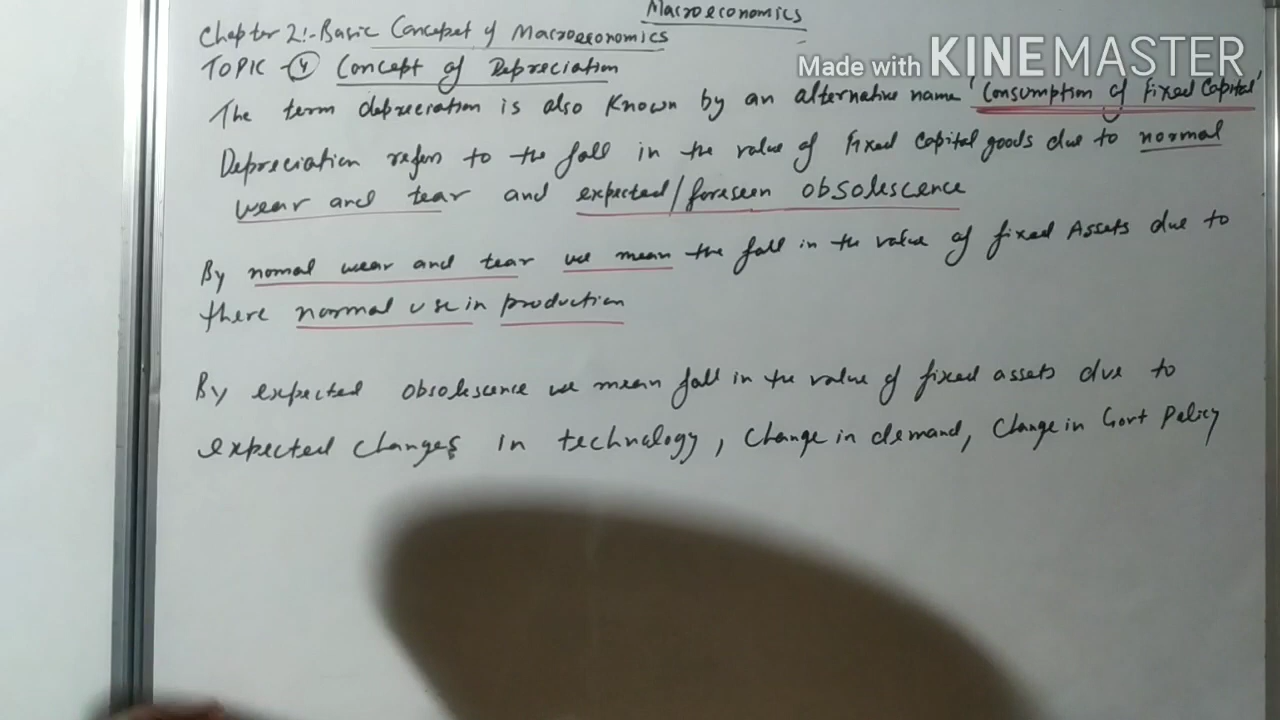 Macroeconomics
Chapter 2:- Basic Concept of Macroeconomics
Made with KINEMASTER
TOPIC - 4 Concept of Depreciation
The term depreciation is also known by an alternative name 'Consumption of Fixed Capital'
Depreciation refers to the fall in the value of Fixed Capital goods due to normal
wear and tear and expected/foreseen obsolescence
By normal wear and tear we mean the fall in the value of fixed Assets due to
there normal use in production
By expected obsolescence we mean fall in the value of fixed assets due to
expected changes in technology, change in demand, change in Govt Policy